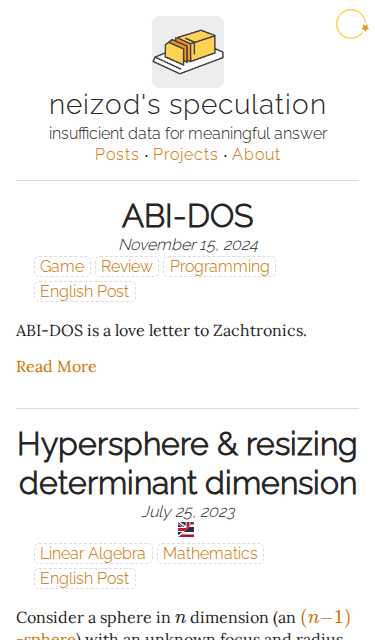 neizod's speculation
insufficient data for meaningful answer
Posts · Projects · About
ABI-DOS
November 15, 2024
Game Review Programming
English Post
ABI-DOS is a love letter to Zachtronics.
Read More
Hypersphere & resizing
determinant dimension
July 25, 2023
Linear Algebra Mathematics
English Post
Consider a sphere in n dimension (an (n−1)
-sphere) with an unknown focus and radius